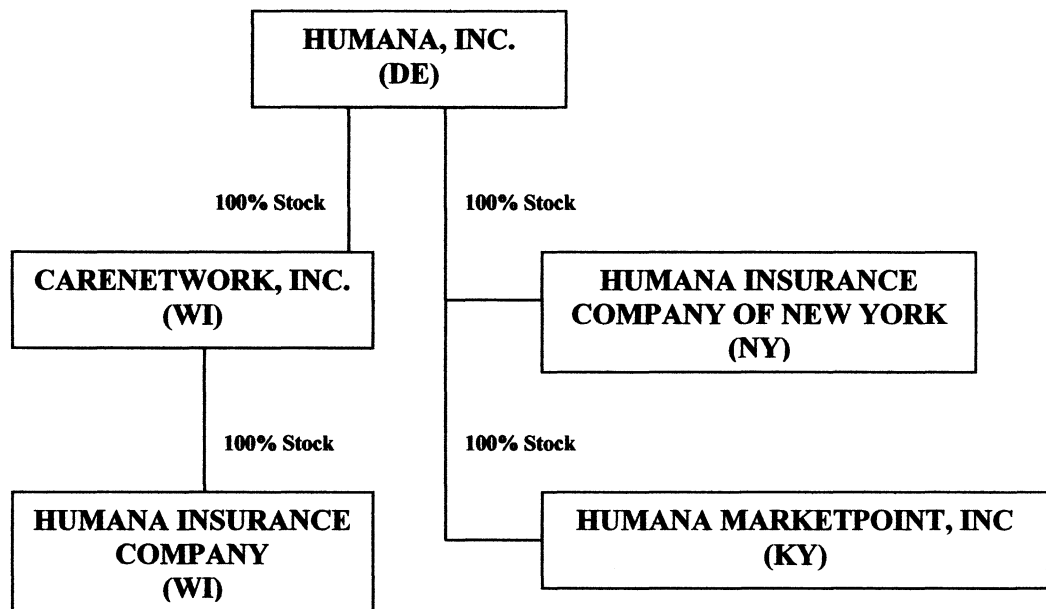 HUMANA, INC.
(DE)
100% Stock
100% Stock
CARENETWORK, INC.
(WI)
HUMANA INSURANCE
COMPANY OF NEW YORK
(NY)
100% Stock
100% Stock
HUMANA INSURANCE
COMPANY
(WI)
HUMANA MARKETPOINT, INC
(KY)